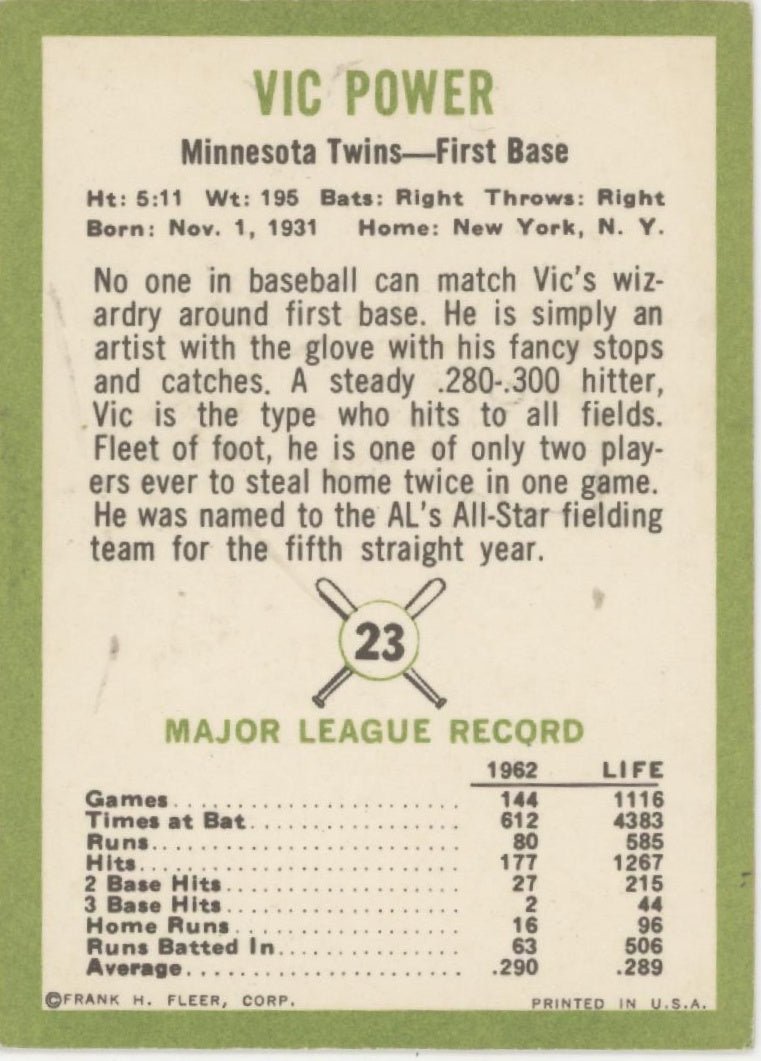 VIC POWER
Minnesota Twins—First Base
Ht: 5:11 Wt: 195 Bats: Right Throws: Right
Born: Nov. 1, 1931 Home: New York, N. Y.
No one in baseball can match Vic's wiz-
ardry around first base. He is simply an
artist with the glove with his fancy stops
and catches. A steady .280-.300 hitter,
Vic is the type who hits to all fields.
Fleet of foot, he is one of only two play-
ers ever to steal home twice in one game.
He was named to the AL's All-Star fielding
team for the fifth straight year.
23
MAJOR LEAGUE RECORD
1962 LIFE
Games 144 1116
Times at Bat 612 4383
Runs 80 585
Hits 177 1267
2 Base Hits 27 215
3 Base Hits 2 44
Home Runs 16 96
Runs Batted In 63 506
Average .290 .289
©FRANK H. FLEER, CORP. PRINTED IN U.S.A.